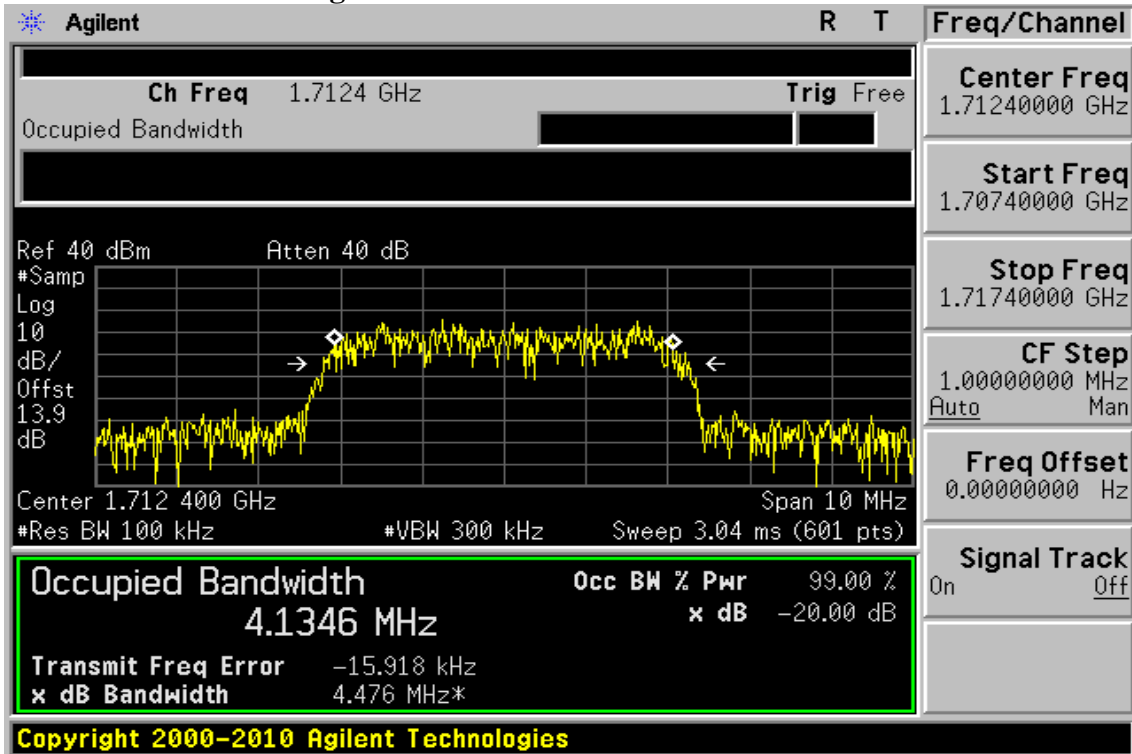 Agilent R T Freq/Channel
Ch Freq 1.7124 GHz Trig Free
Occupied Bandwidth
Center Freq
1.71240000 GHz
Start Freq
1.70740000 GHz
Stop Freq
1.71740000 GHz
CF Step
1.00000000 MHz
Auto Man
Freq Offset
0.00000000 Hz
Signal Track
On Off
Ref 40 dBm Atten 40 dB
#Samp
Log
10
dB/
Offst
13.9
dB
Center 1.712 400 GHz Span 10 MHz
#Res BW 100 kHz #VBW 300 kHz Sweep 3.04 ms (601 pts)
Occupied Bandwidth Occ BW % Pwr 99.00 %
4.1346 MHz x dB -20.00 dB
Transmit Freq Error -15.918 kHz
x dB Bandwidth 4.476 MHz*
Copyright 2000-2010 Agilent Technologies